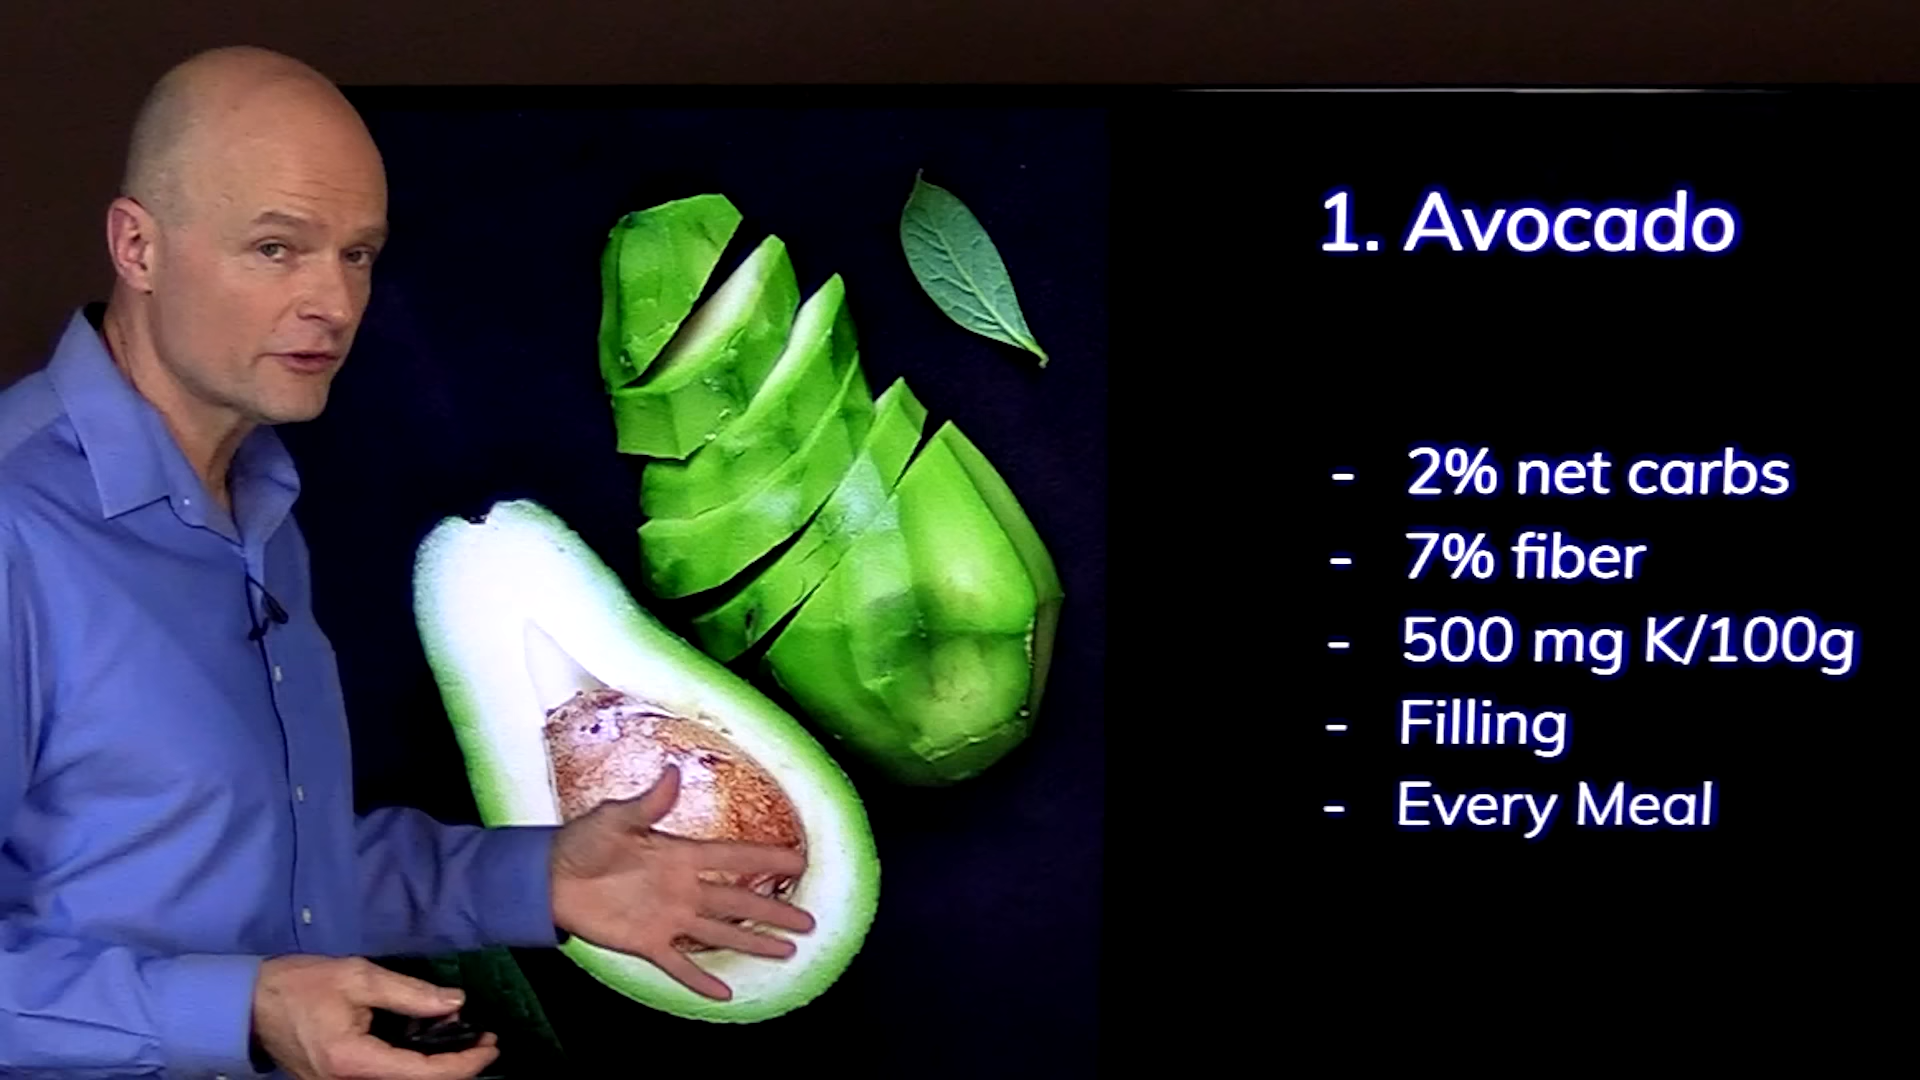 1. Avocado
- 2% net carbs
- 7% fiber
- 500 mg K/100g
- Filling
- Every Meal